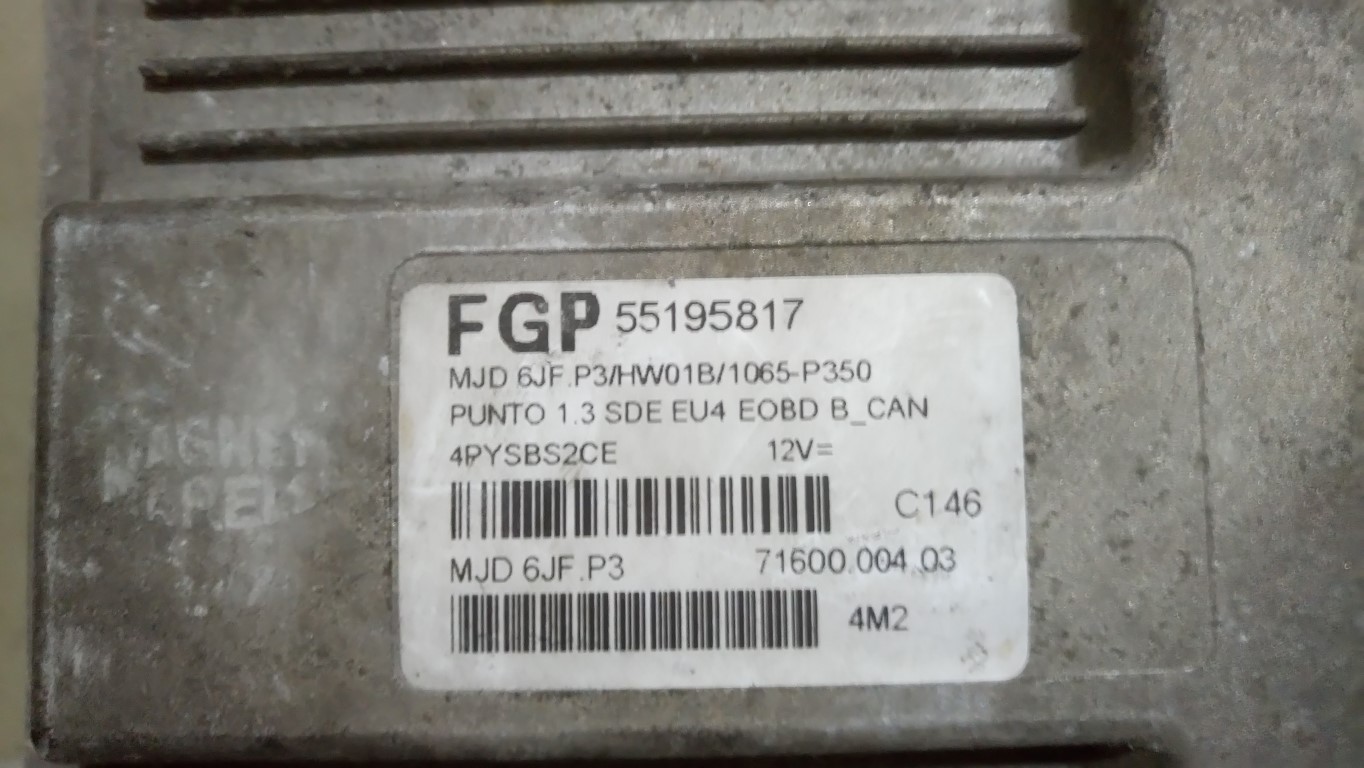 FGP 55195817
MJD 6JF.P3/HW01B/1065-P350
PUNTO 1.3 SDE EU4 EOBD B_CAN
4PYSBS2CE 12V=
C146
MJD 6JF.P3 71600.004.03
4M2